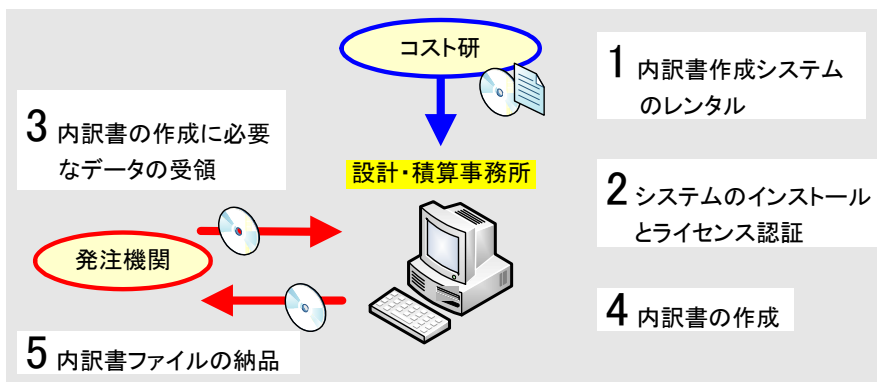 コスト研
1 内訳書作成システム
のレンタル
3 内訳書の作成に必要
なデータの受領
設計・積算事務所
2 システムのインストール
とライセンス認証
発注機関
4 内訳書の作成
5 内訳書ファイルの納品